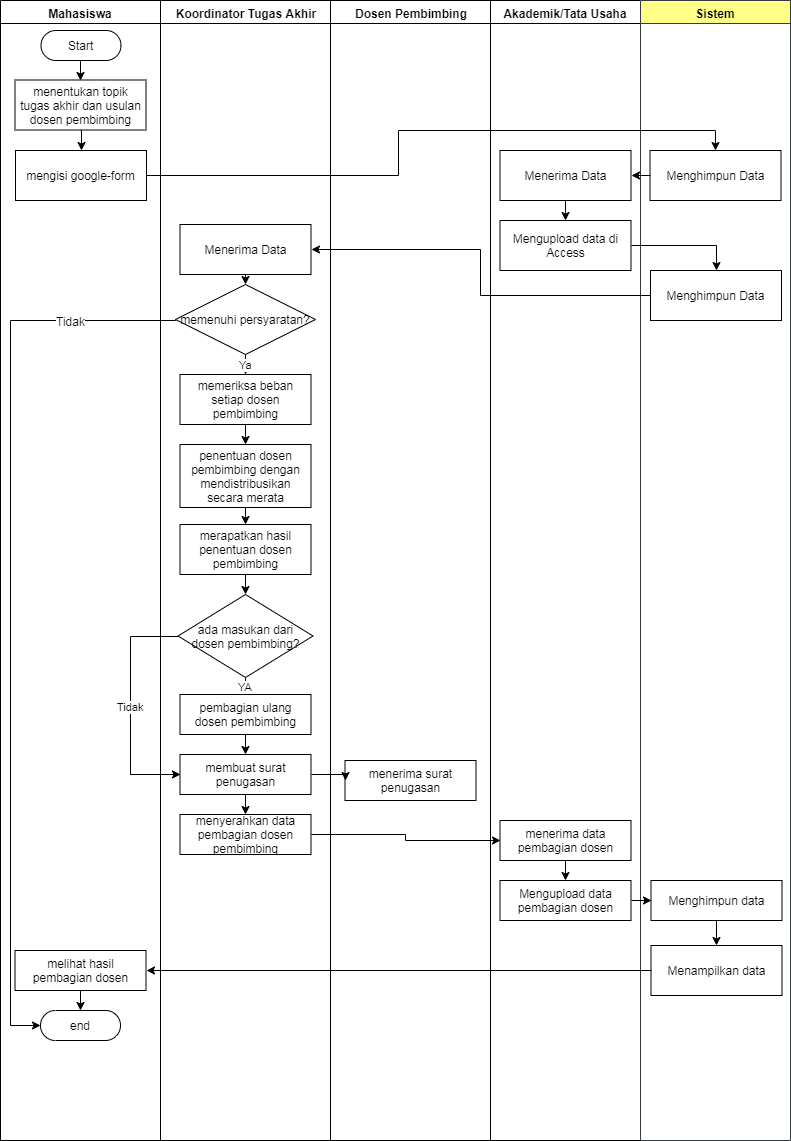 Mahasiswa
Koordinator Tugas Akhir
Dosen Pembimbing
Akademik/Tata Usaha
Sistem
Start
menentukan topik
tugas akhir dan usulan
dosen pembimbing
mengisi google-form
Menerima Data
Menghimpun Data
Mengupload data di
Access
Menerima Data
Menghimpun Data
memenuhi persyaratan?
Tidak
Ya
memeriksa beban
setiap dosen
pembimbing
penentuan dosen
pembimbing dengan
mendistribusikan
secara merata
merapatkan hasil
penentuan dosen
pembimbing
ada masukan dari
dosen pembimbing?
YA
Tidak
pembagian ulang
dosen pembimbing
membuat surat
penugasan
menerima surat
penugasan
menyerahkan data
pembagian dosen
pembimbing
menerima data
pembagian dosen
Mengupload data
pembagian dosen
Menghimpun data
Menampilkan data
melihat hasil
pembagian dosen
end